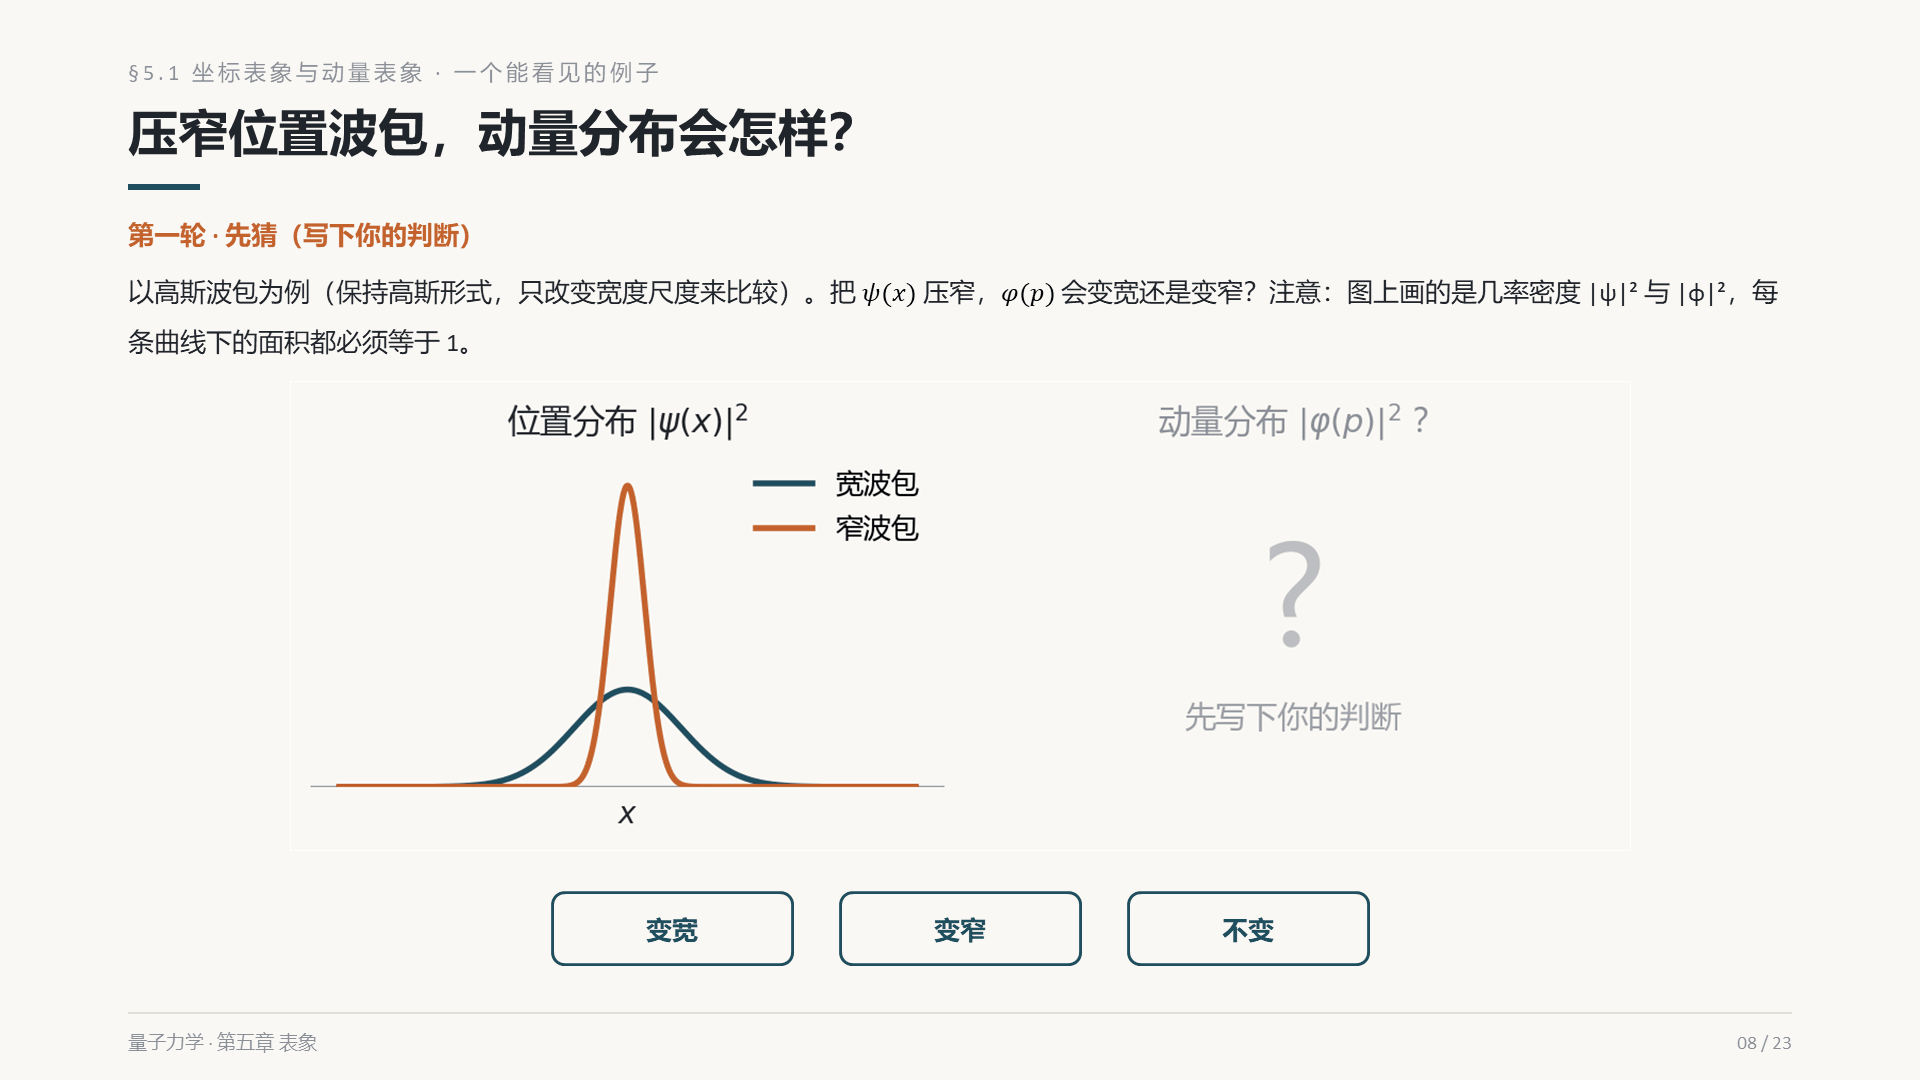 §5.1 坐标表象与动量表象 · 一个能看见的例子
压窄位置波包，动量分布会怎样？
第一轮 · 先猜（写下你的判断）
以高斯波包为例（保持高斯形式，只改变宽度尺度来比较）。把 ψ(x) 压窄，φ(p) 会变宽还是变窄？注意：图上画的是几率密度 |ψ|² 与 |ϕ|²，每
条曲线下的面积都必须等于 1。
位置分布 |ψ(x)|²
动量分布 |φ(p)|² ?
宽波包
窄波包
?
先写下你的判断
x
变宽
变窄
不变
量子力学 · 第五章 表象
08 / 23